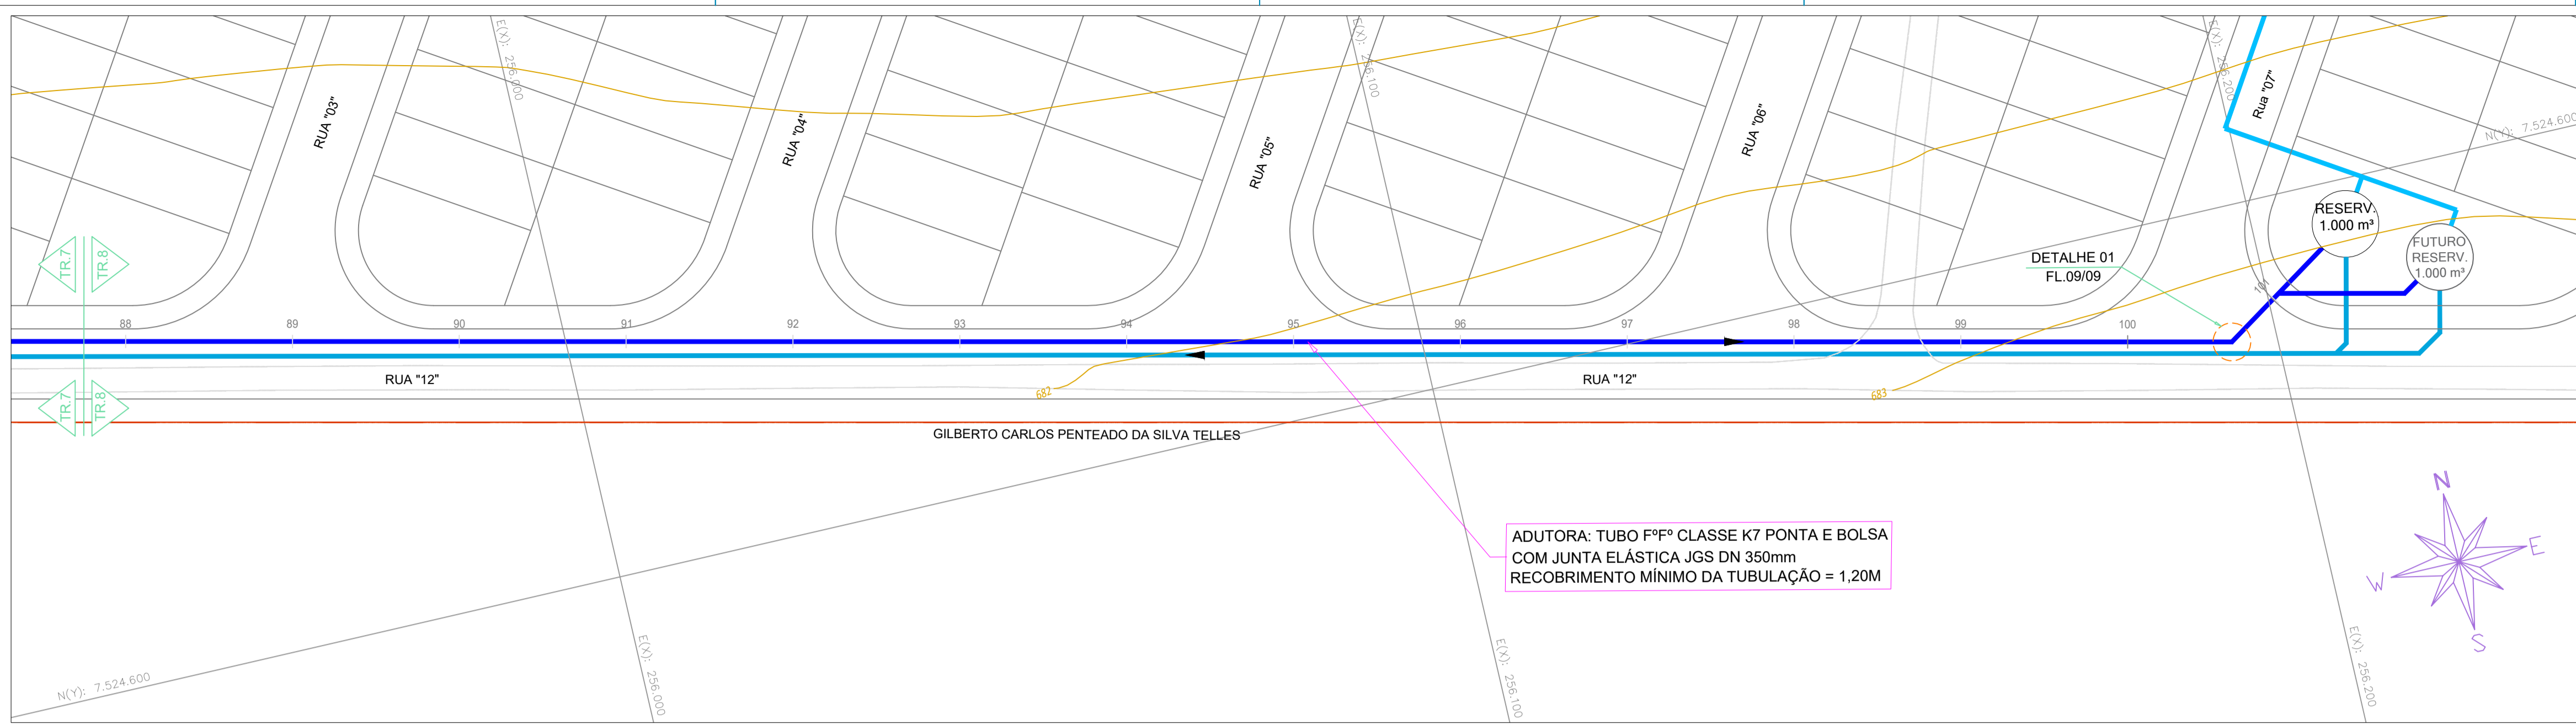 E(X): 256.000
E(X): 256.100
E(X): 256.200
RUA "03"
RUA "04"
RUA "05"
RUA "06"
Rua "07"
N(Y): 7.524.600
RESERV.
1.000 m³
FUTURO
RESERV.
1.000 m³
DETALHE 01
FL.09/09
TR.7
TR.8
101
88
89
90
91
92
93
94
95
96
97
98
99
100
RUA "12"
RUA "12"
682
683
TR.7
TR.8
GILBERTO CARLOS PENTEADO DA SILVA TELLES
ADUTORA: TUBO FºFº CLASSE K7 PONTA E BOLSA
COM JUNTA ELÁSTICA JGS DN 350mm
RECOBRIMENTO MÍNIMO DA TUBULAÇÃO = 1,20M
N
E
W
S
N(Y): 7.524.600
E(X): 256.000
E(X): 256.100
E(X): 256.200